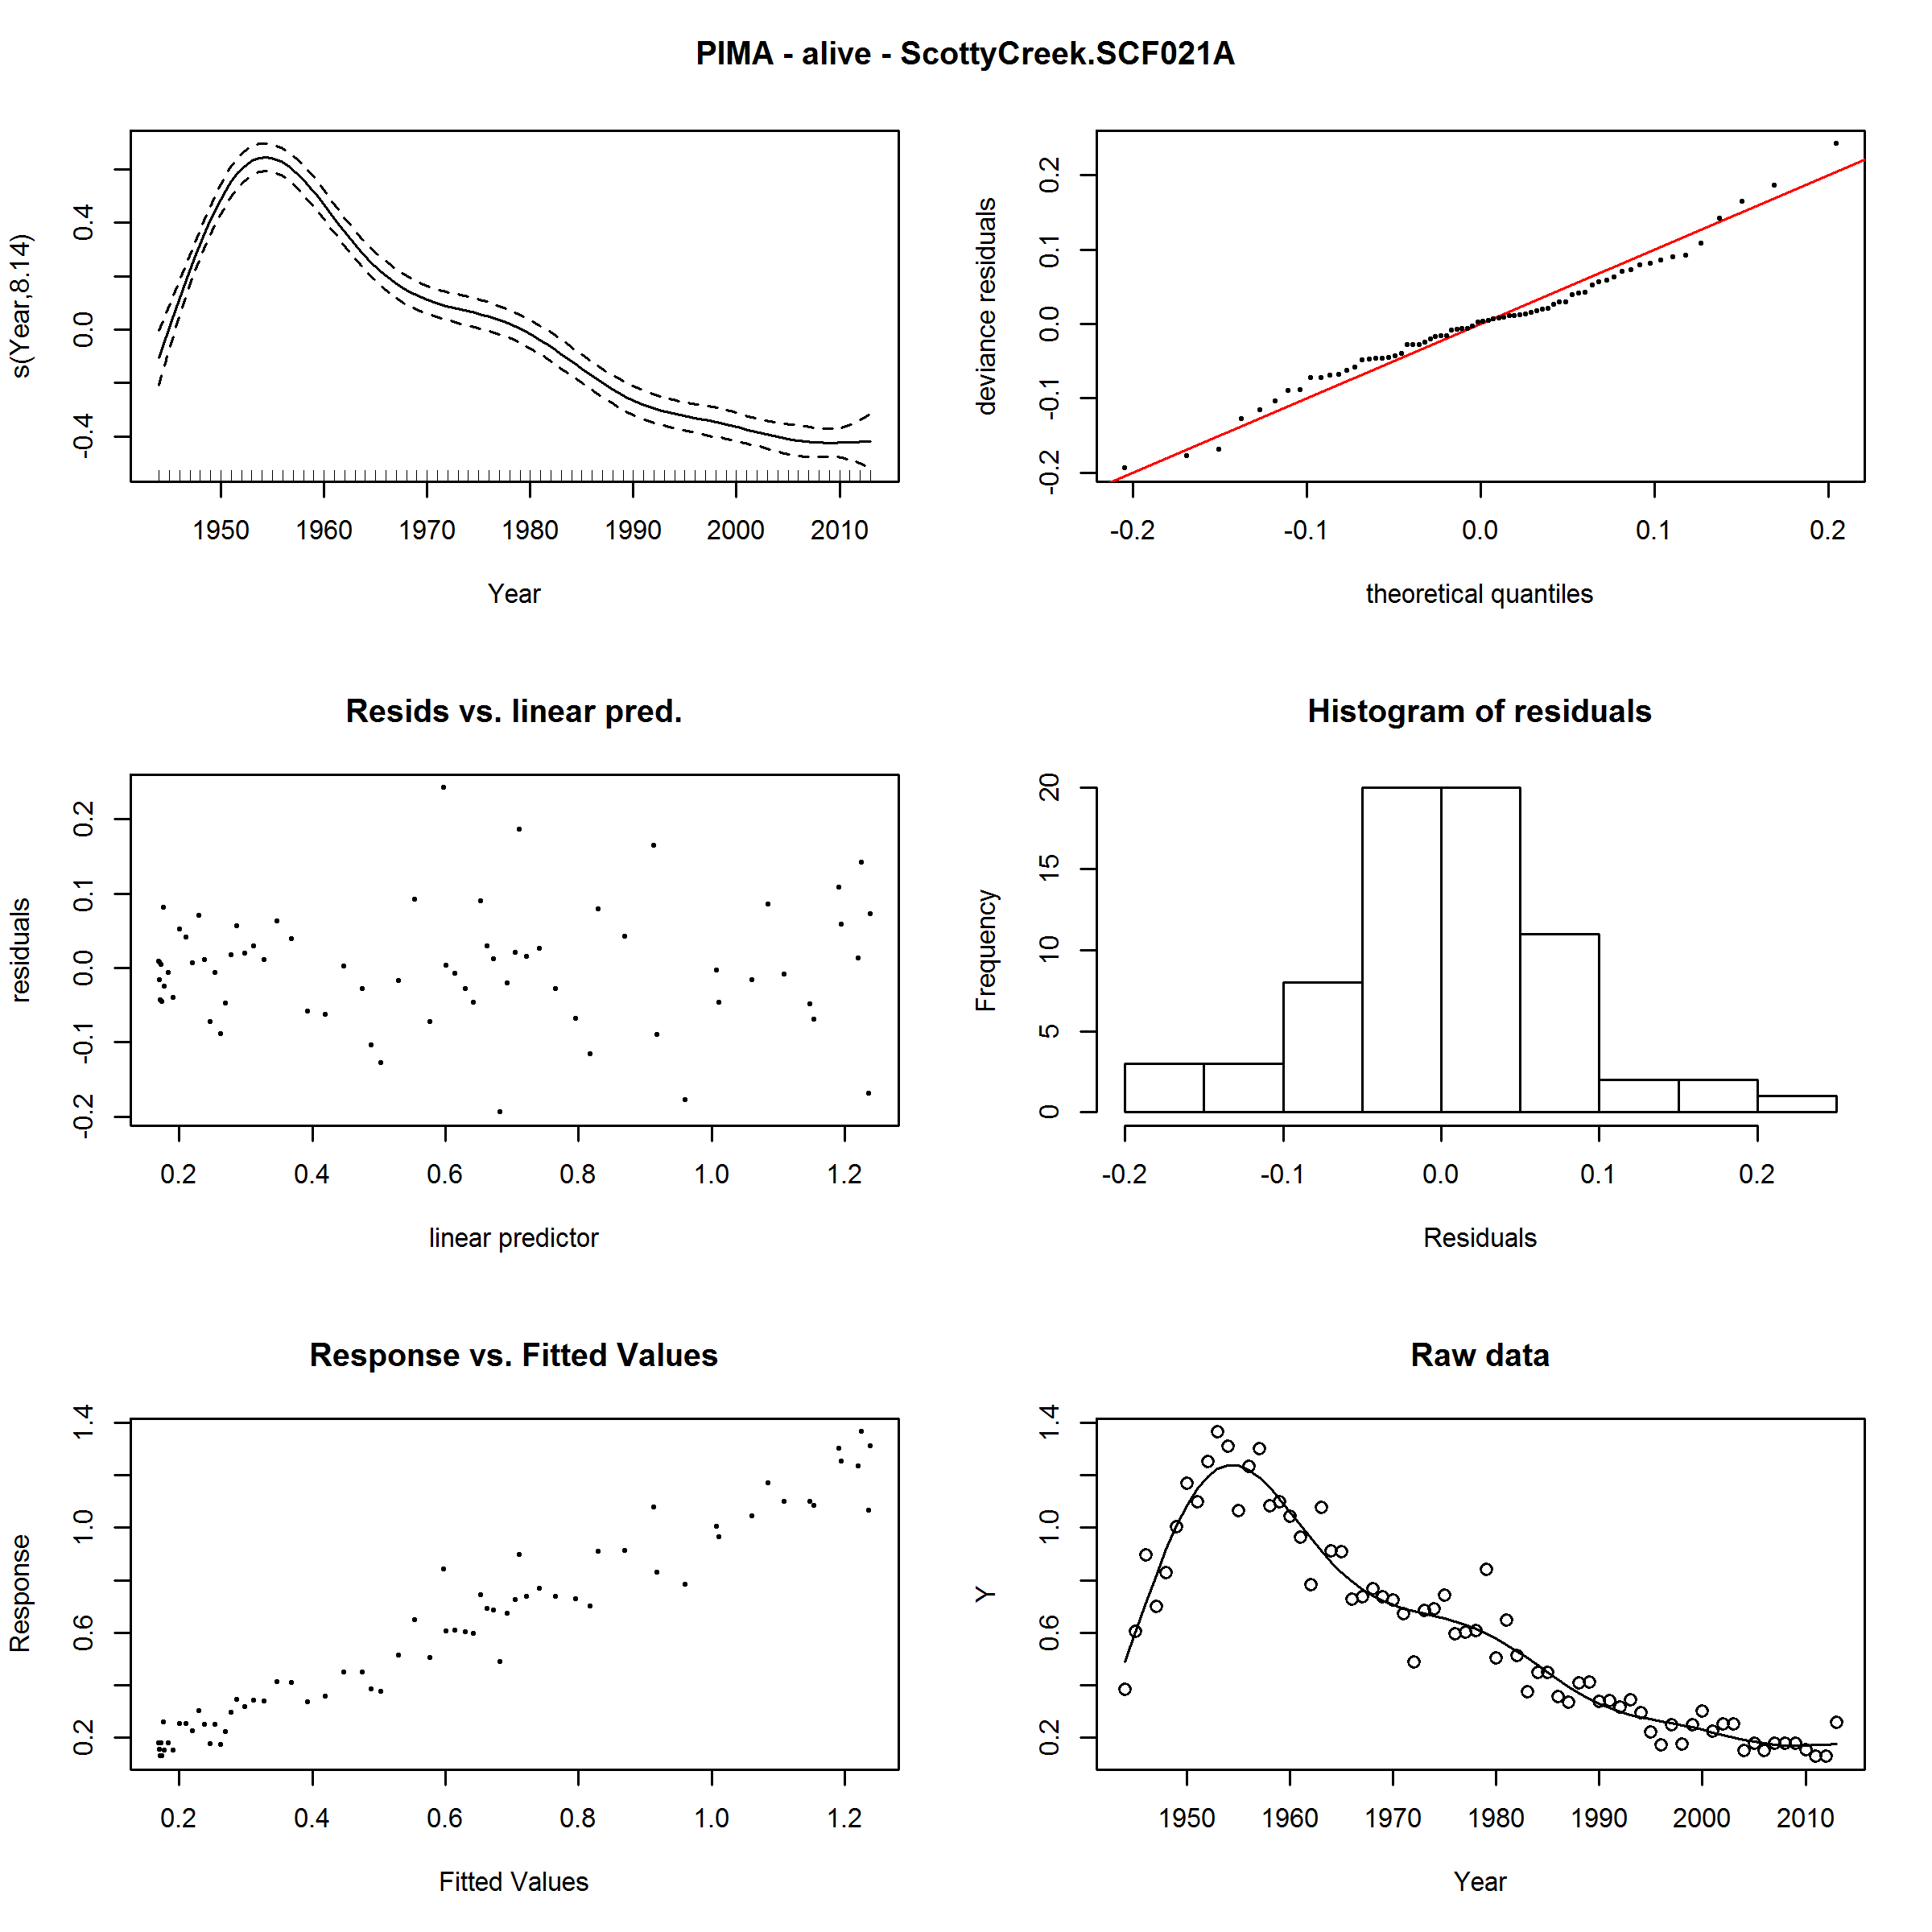 PIMA - alive - ScottyCreek.SCF021A
s(Year,8.14)
-0.4 0.0 0.4
1950 1960 1970 1980 1990 2000 2010
Year
deviance residuals
-0.2 -0.1 0.0 0.1 0.2
-0.2 -0.1 0.0 0.1 0.2
theoretical quantiles
Resids vs. linear pred.
residuals
-0.2 -0.1 0.0 0.1 0.2
0.2 0.4 0.6 0.8 1.0 1.2
linear predictor
Histogram of residuals
Frequency
0 5 10 15 20
-0.2 -0.1 0.0 0.1 0.2
Residuals
Response vs. Fitted Values
Response
0.2 0.6 1.0 1.4
0.2 0.4 0.6 0.8 1.0 1.2
Fitted Values
Raw data
Y
0.2 0.6 1.0 1.4
1950 1960 1970 1980 1990 2000 2010
Year